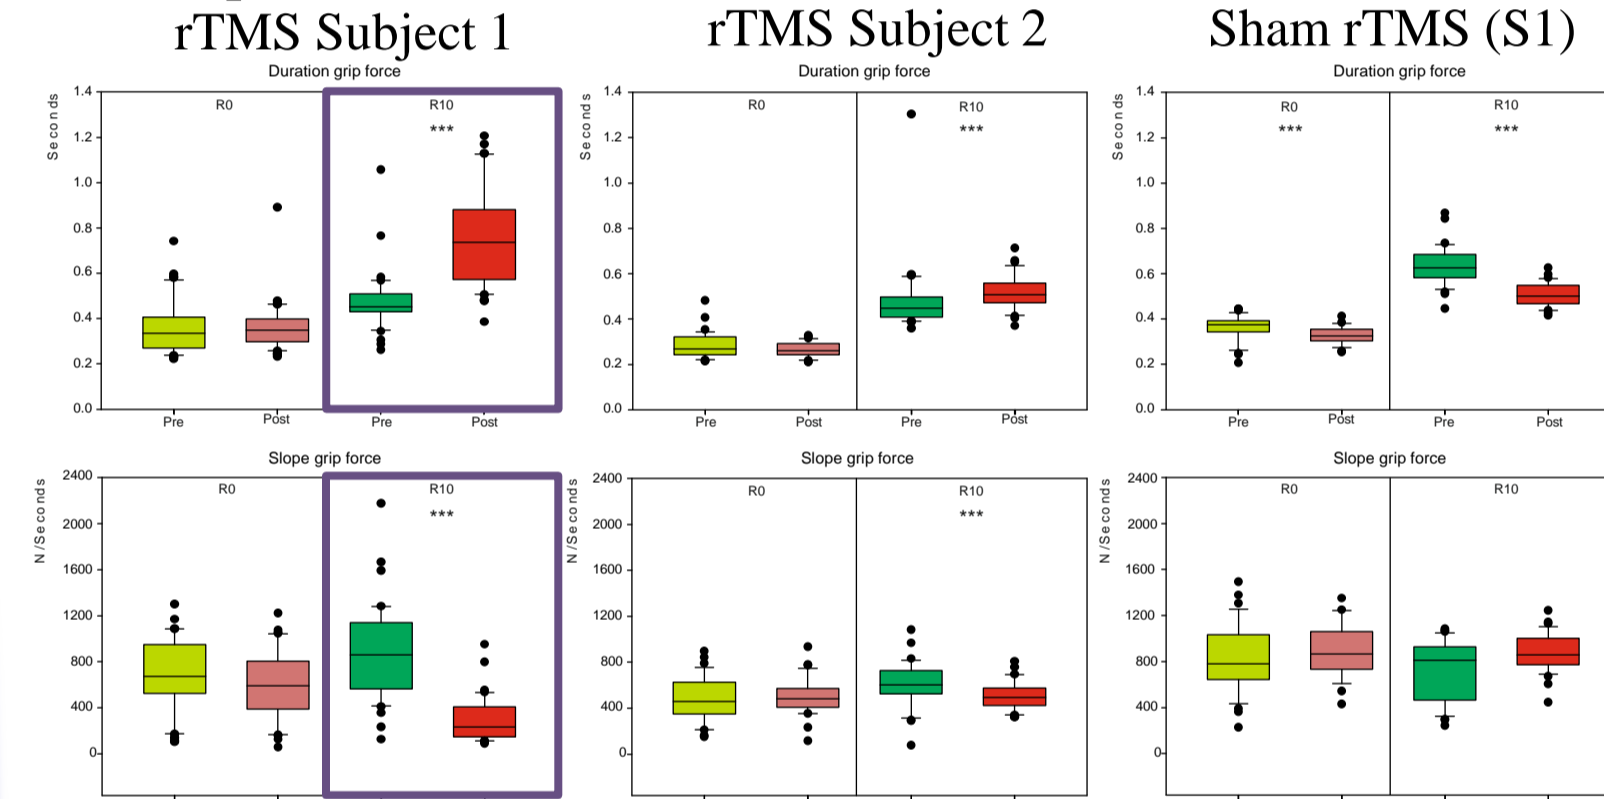 rTMS Subject 1
rTMS Subject 2
Sham rTMS (S1)
Duration grip force
Duration grip force
Duration grip force
Seconds
1.4
1.2
1.0
0.8
0.6
0.4
0.2
0.0
R0
R10
***
Pre
Post
Pre
Post
Seconds
1.4
1.2
1.0
0.8
0.6
0.4
0.2
0.0
R0
R10
***
Pre
Post
Pre
Post
Seconds
1.4
1.2
1.0
0.8
0.6
0.4
0.2
0.0
R0
***
R10
***
Pre
Post
Pre
Post
Slope grip force
Slope grip force
Slope grip force
N/Seconds
2400
2000
1600
1200
800
400
0
R0
R10
***
N/Seconds
2400
2000
1600
1200
800
400
0
R0
R10
***
N/Seconds
2400
2000
1600
1200
800
400
0
R0
R10